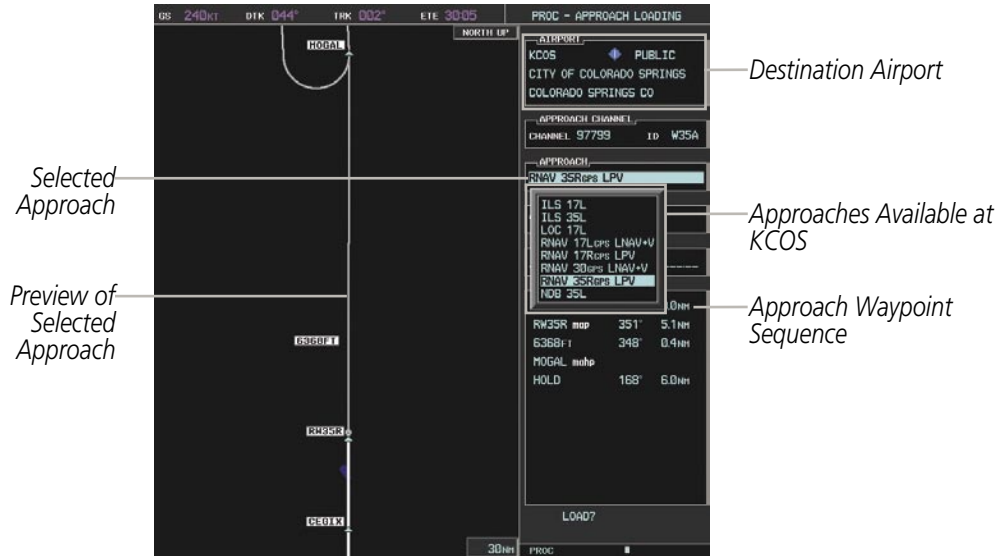 GS 240KT DTK 044° TRK 002° ETE 30:05
PROC - APPROACH LOADING
NORTH UP
MOGAL
6368FT
RW35R
CEGIX
30NM
AIRPORT
KCOS PUBLIC
CITY OF COLORADO SPRINGS
COLORADO SPRINGS CO
APPROACH CHANNEL
CHANNEL 97799 ID W35A
APPROACH
RNAV 35RGPS LPV
ILS 17L
ILS 35L
LOC 17L
RNAV 17LGPS LNAV+V
RNAV 17RGPS LPV
RNAV 30GPS LNAV+V
RNAV 35RGPS LPV
NDB 35L
.0NM
RW35R map 351° 5.1NM
6368FT 348° 0.4NM
MOGAL mahp
HOLD 168° 6.0NM
LOAD?
PROC
Selected
Approach
Preview of
Selected
Approach
Destination Airport
Approaches Available at
KCOS
Approach Waypoint
Sequence